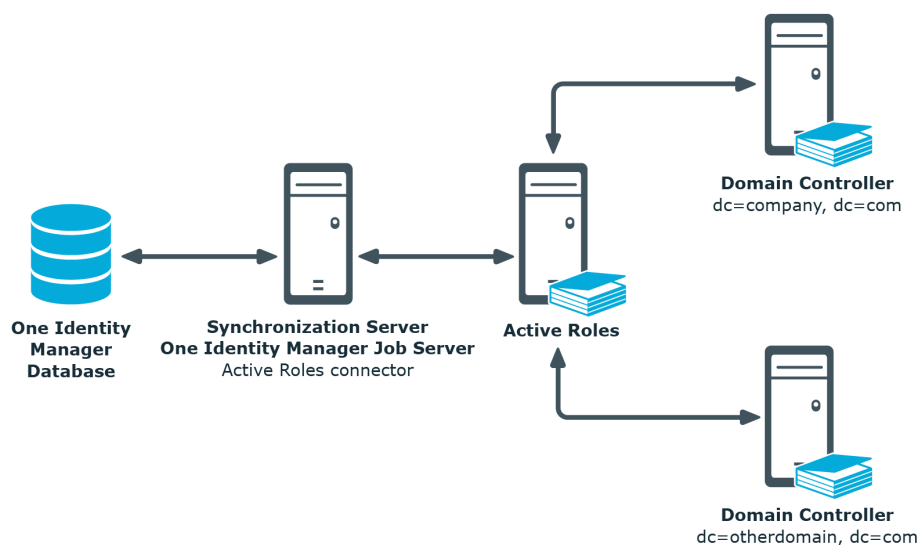 One Identity
Manager
Database
Synchronization Server
One Identity Manager Job Server
Active Roles connector
Active Roles
Domain Controller
dc=company, dc=com
Domain Controller
dc=otherdomain, dc=com